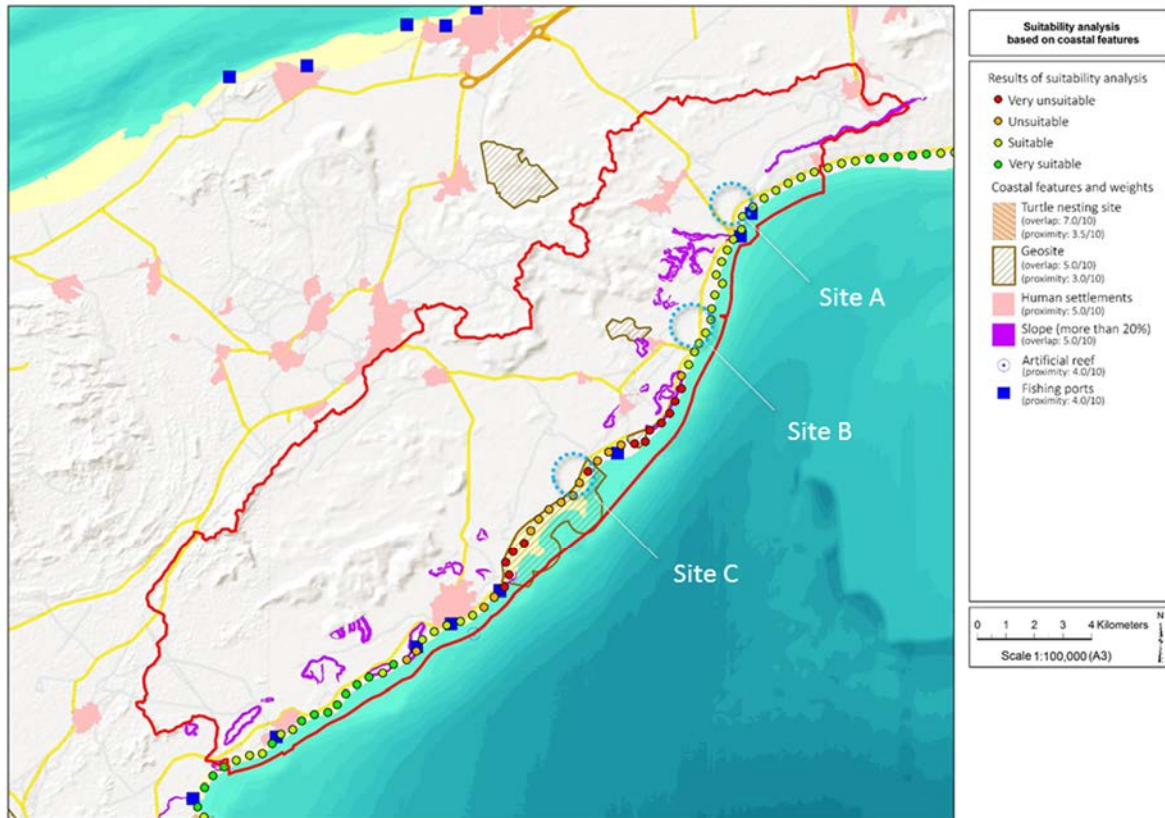 Site A
Site B
Site C
Suitability analysis
based on coastal features
Results of suitability analysis
Very unsuitable
Unsuitable
Suitable
Very suitable
Coastal features and weights
Turtle nesting site
(overlap: 7.0/10)
(proximity: 3.5/10)
Geosite
(overlap: 5.0/10)
(proximity: 3.0/10)
Human settlements
(proximity: 5.0/10)
Slope (more than 20%)
(overlap: 5.0/10)
Artificial reef
(proximity: 4.0/10)
Fishing ports
(proximity: 4.0/10)
0 1 2 4 Kilometers
N
Scale 1:100,000 (A3)